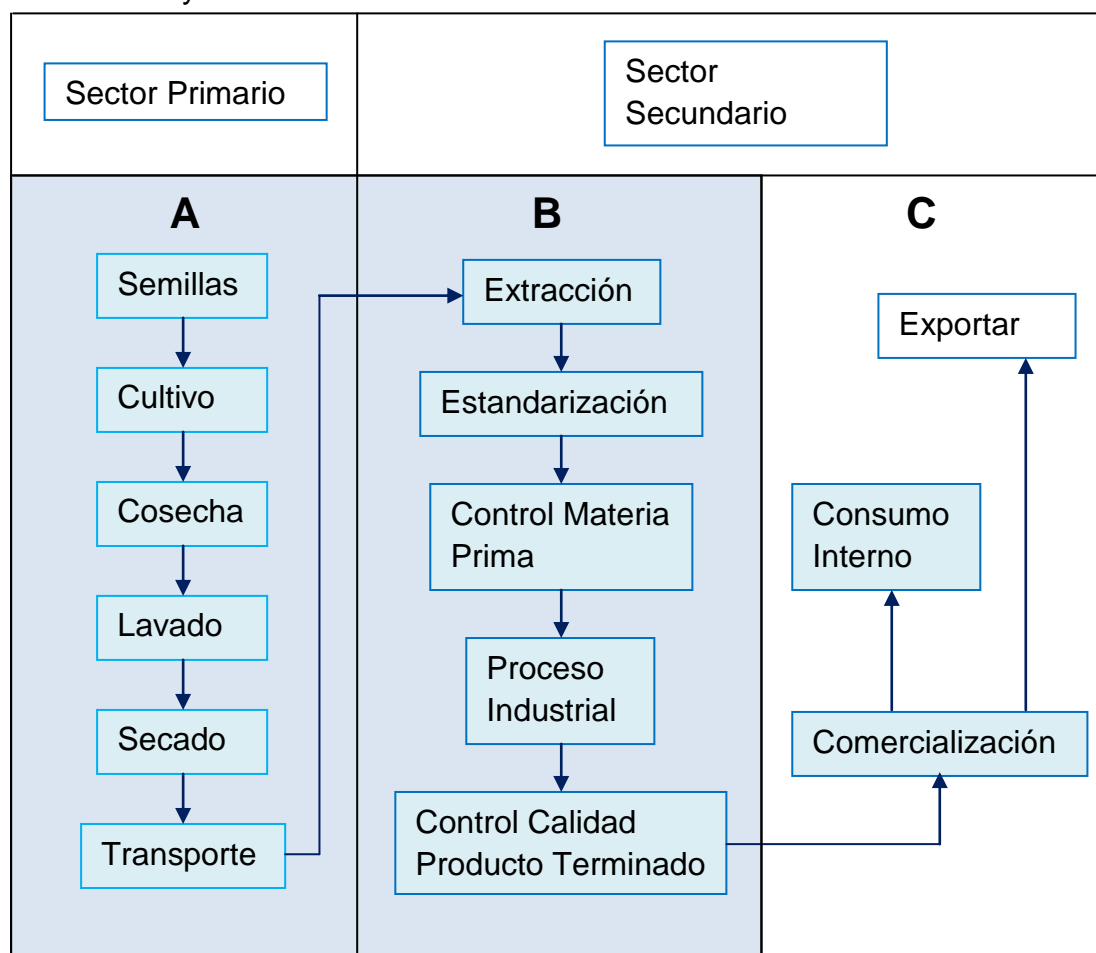 y
Sector Primario
Sector
Secundario
A
Semillas
Cultivo
Cosecha
Lavado
Secado
Transporte
B
Extracción
Estandarización
Control Materia
Prima
Proceso
Industrial
Control Calidad
Producto Terminado
C
Exportar
Consumo
Interno
Comercialización